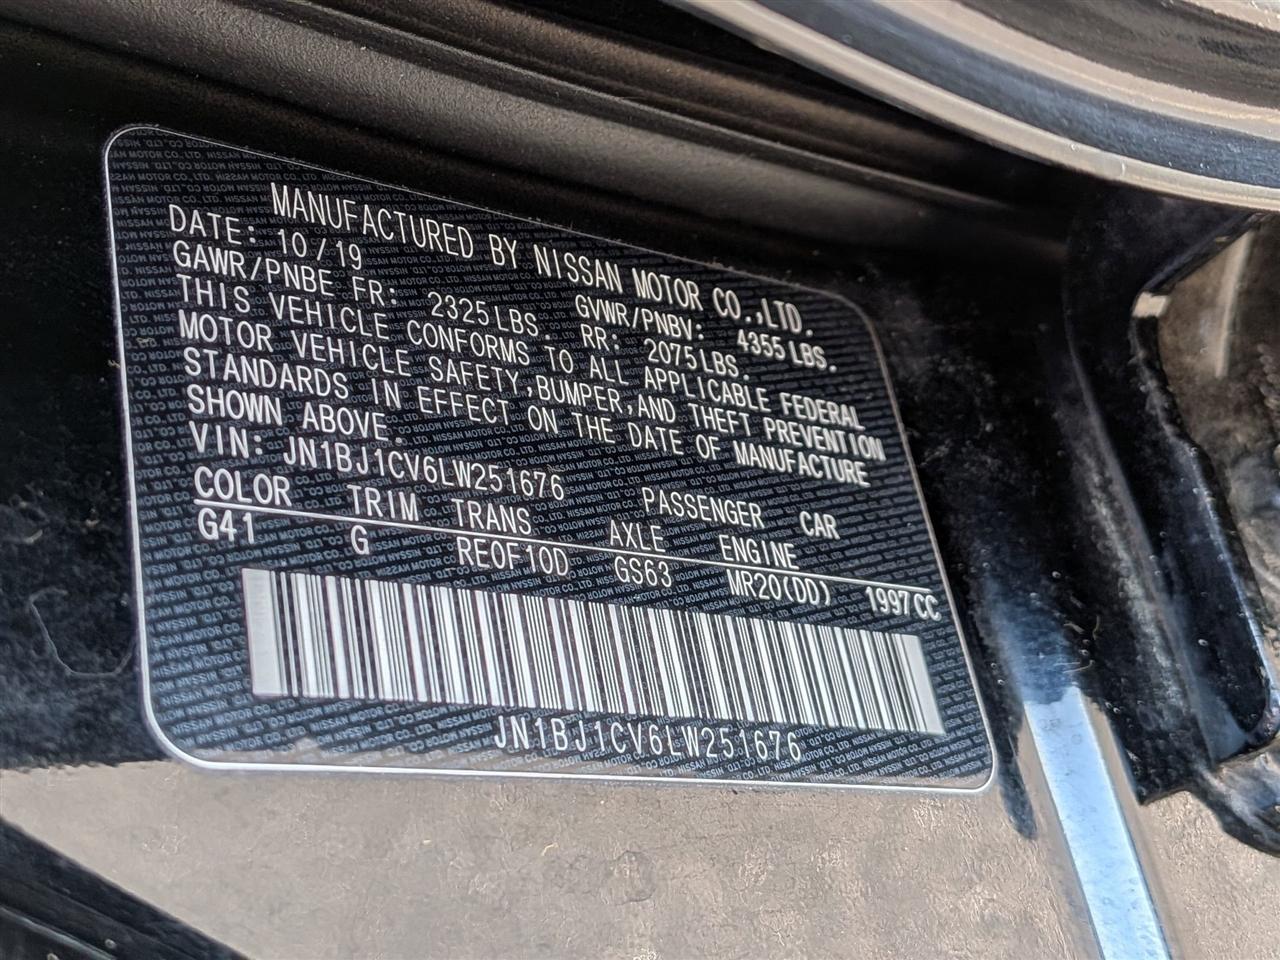 MANUFACTURED BY NISSAN MOTOR CO.,LTD.
DATE: 10/19 GVWR/PNBV: 4355 LBS.
GAWR/PNBE FR: 2325 LBS. RR: 2075 LBS.
THIS VEHICLE CONFORMS TO ALL APPLICABLE FEDERAL
MOTOR VEHICLE SAFETY,BUMPER,AND THEFT PREVENTION
STANDARDS IN EFFECT ON THE DATE OF MANUFACTURE
SHOWN ABOVE.
VIN: JN1BJ1CV6LW251676 PASSENGER CAR
COLOR TRIM TRANS AXLE ENGINE
G41 G RE0F10D GS63 MR20(DD) 1997CC
JN1BJ1CV6LW251676